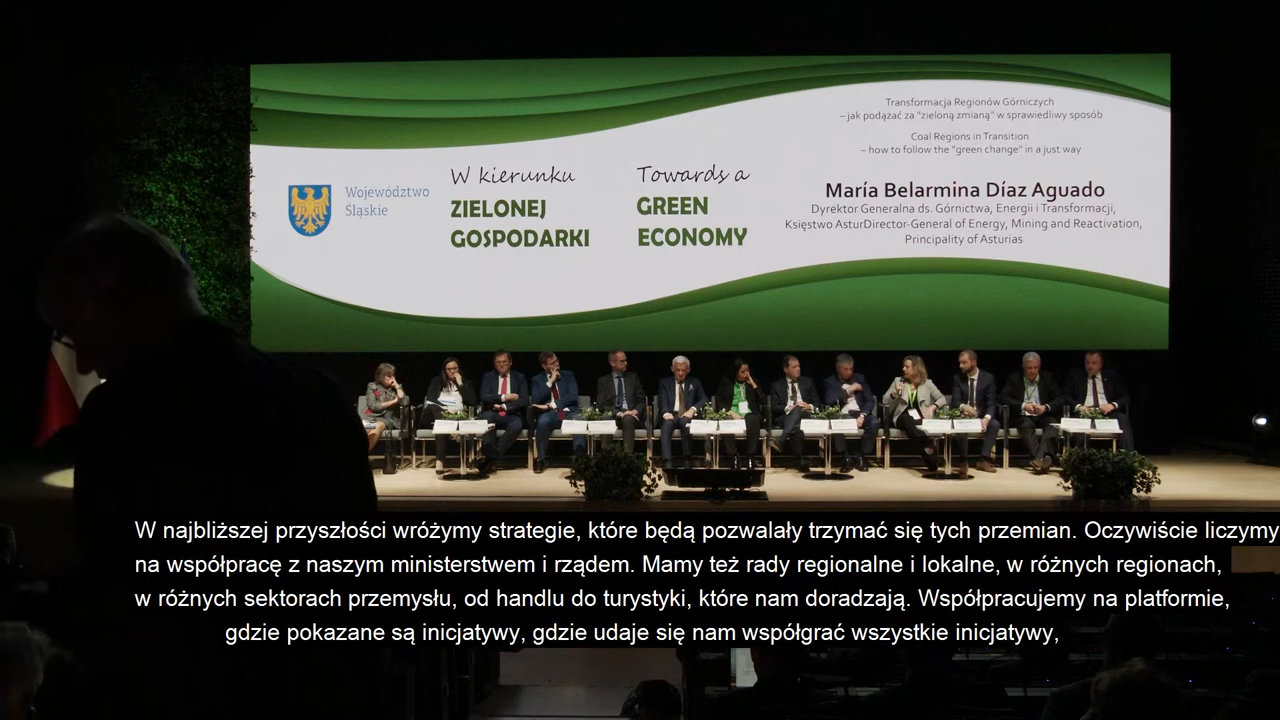 Transformacja Regionów Górniczych
– jak podążać za "zieloną zmianą" w sprawiedliwy sposób
Coal Regions in Transition
– how to follow the "green change" in a just way
Województwo
Śląskie
W kierunku
ZIELONEJ
GOSPODARKI
Towards a
GREEN
ECONOMY
María Belarmina Díaz Aguado
Dyrektor Generalna ds. Górnictwa, Energii i Transformacji,
Księstwo AsturDirector-General of Energy, Mining and Reactivation,
Principality of Asturias
W najbliższej przyszłości wróżymy strategie, które będą pozwalały trzymać się tych przemian. Oczywiście liczymy
na współpracę z naszym ministerstwem i rządem. Mamy też rady regionalne i lokalne, w różnych regionach,
w różnych sektorach przemysłu, od handlu do turystyki, które nam doradzają. Współpracujemy na platformie,
gdzie pokazane są inicjatywy, gdzie udaje się nam współgrać wszystkie inicjatywy,